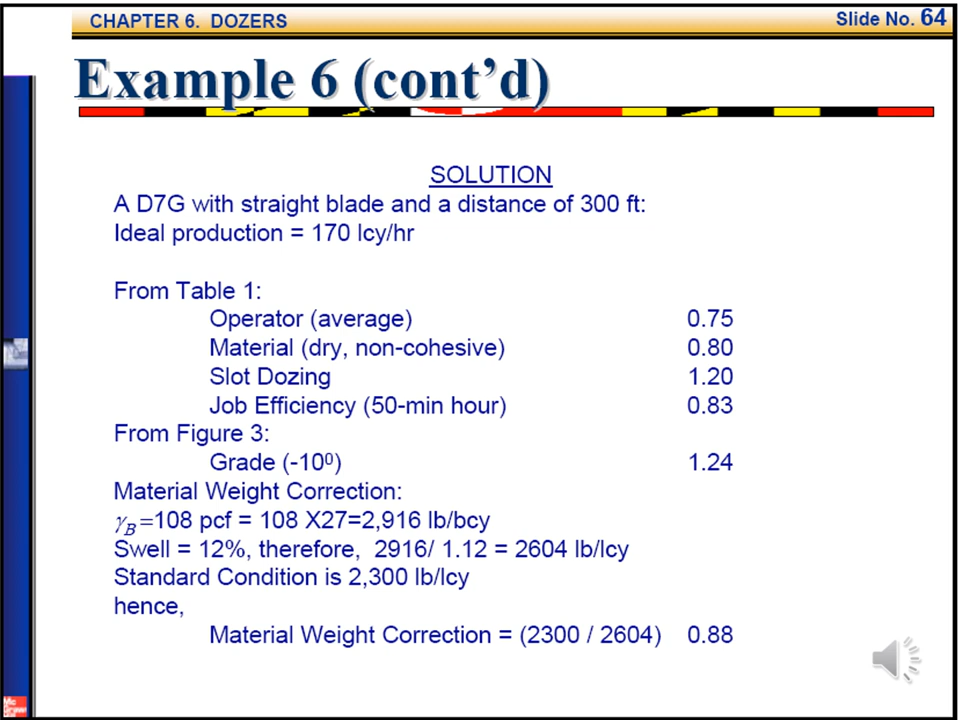 CHAPTER 6. DOZERS
Slide No. 64
Example 6 (cont’d)
SOLUTION
A D7G with straight blade and a distance of 300 ft:
Ideal production = 170 lcy/hr
From Table 1:
Operator (average) 0.75
Material (dry, non-cohesive) 0.80
Slot Dozing 1.20
Job Efficiency (50-min hour) 0.83
From Figure 3:
Grade (-10⁰) 1.24
Material Weight Correction:
γB =108 pcf = 108 X27=2,916 lb/bcy
Swell = 12%, therefore, 2916/ 1.12 = 2604 lb/lcy
Standard Condition is 2,300 lb/lcy
hence,
Material Weight Correction = (2300 / 2604) 0.88